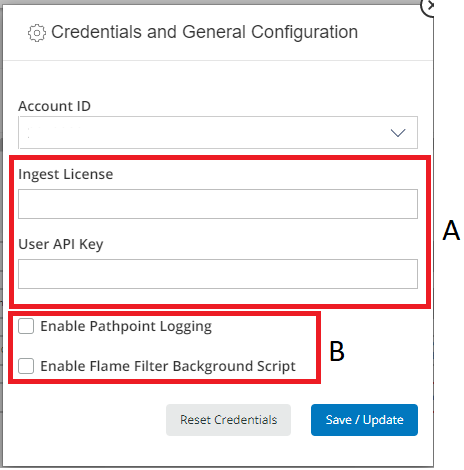 Credentials and General Configuration
Account ID
Ingest License
A
User API Key
Enable Pathpoint Logging
B
Enable Flame Filter Background Script
Reset Credentials
Save / Update